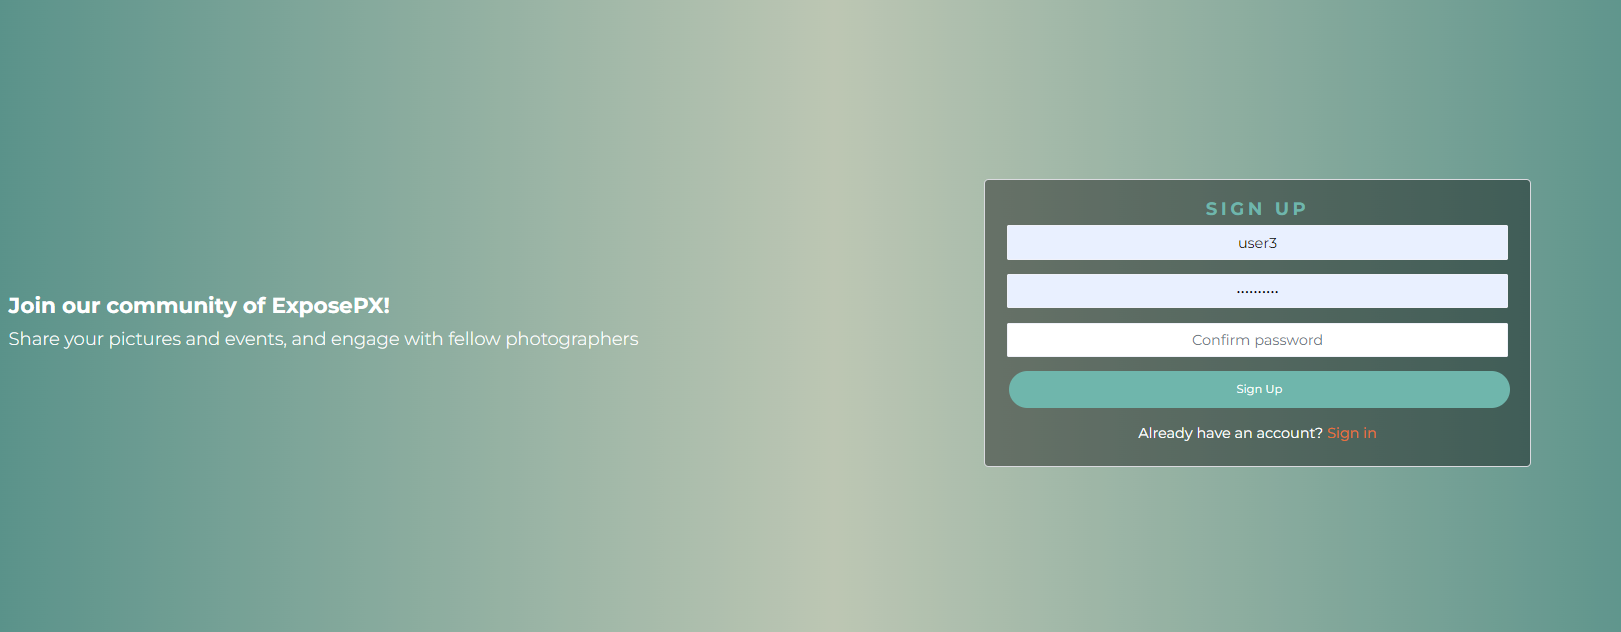 Join our community of ExposePX!
Share your pictures and events, and engage with fellow photographers
SIGN UP
user3
••••••••••
Confirm password
Sign Up
Already have an account? Sign in